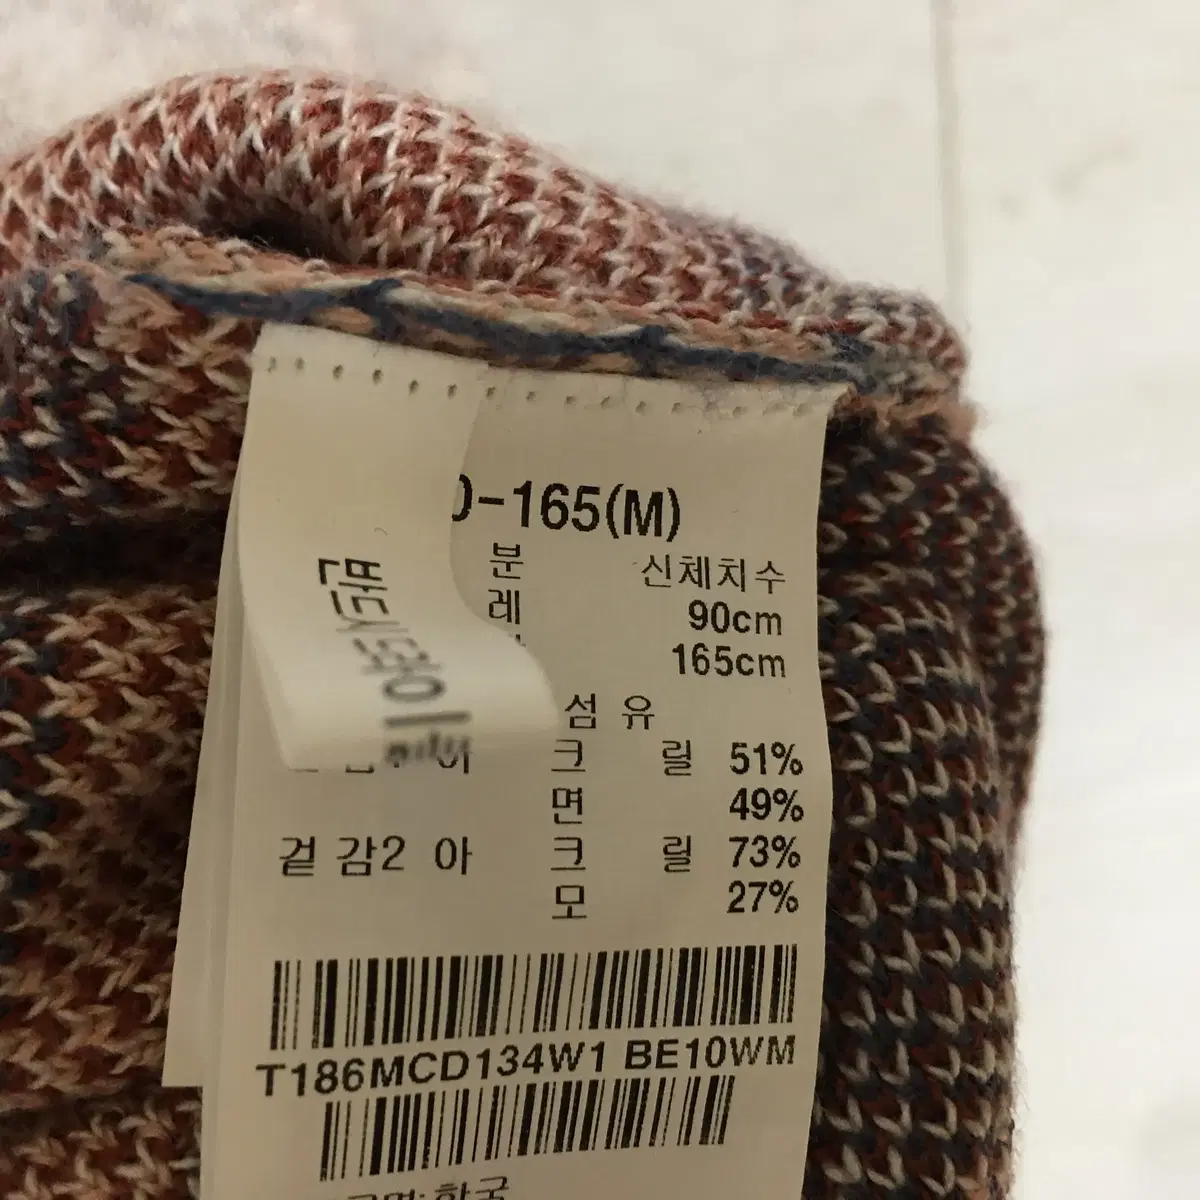 0-165(M)
분 신체치수
레 90cm
165cm
섬 유
크 릴 51%
면 49%
겉 감2 아 크 릴 73%
모 27%
T186MCD134W1 BE10WM